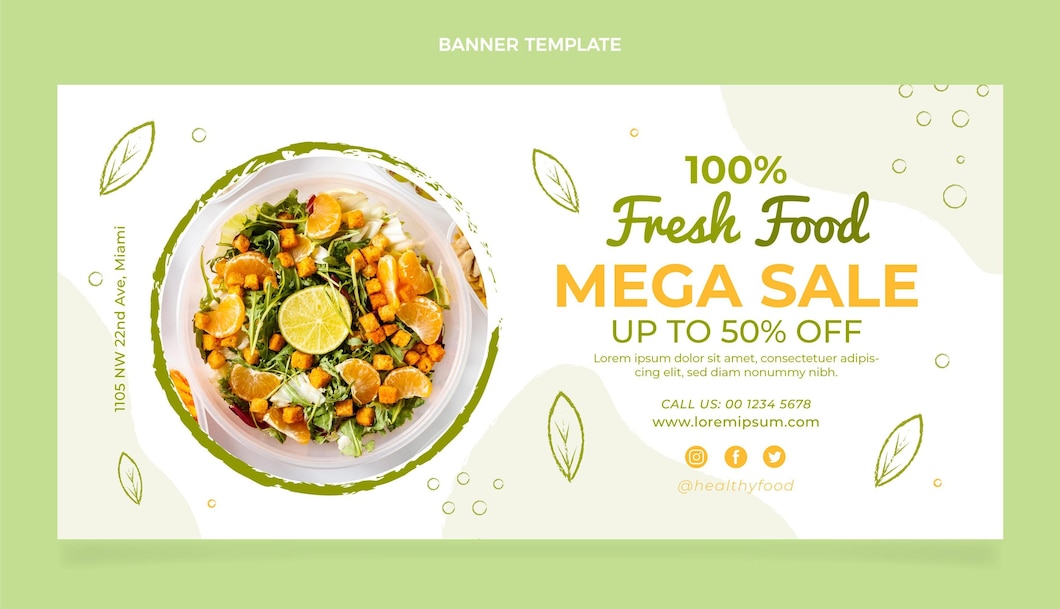 BANNER TEMPLATE
1105 NW 22nd Ave, Miami
100%
Fresh Food
MEGA SALE
UP TO 50% OFF
Lorem ipsum dolor sit amet, consectetuer adipis-
cing elit, sed diam nonummy nibh.
CALL US: 00 1234 5678
www.loremipsum.com
@healthyfood